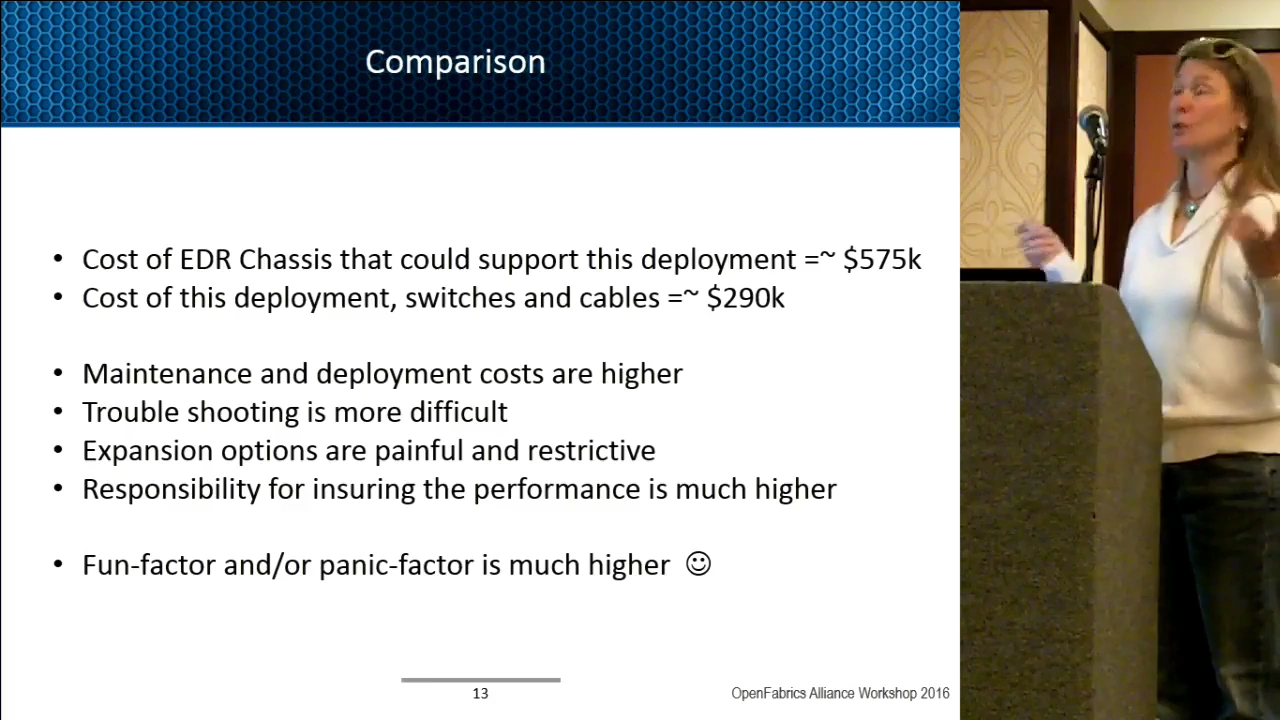 Comparison
• Cost of EDR Chassis that could support this deployment =~ $575k
• Cost of this deployment, switches and cables =~ $290k
• Maintenance and deployment costs are higher
• Trouble shooting is more difficult
• Expansion options are painful and restrictive
• Responsibility for insuring the performance is much higher
• Fun-factor and/or panic-factor is much higher ☺
13
OpenFabrics Alliance Workshop 2016